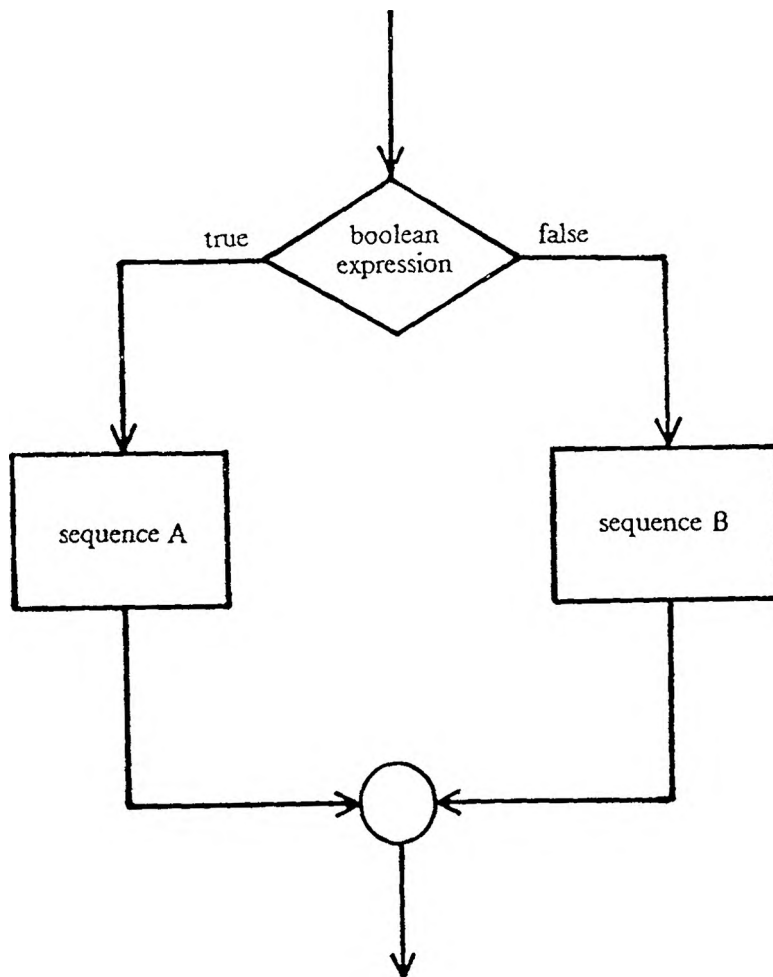 true
boolean
expression
false
sequence A
sequence B